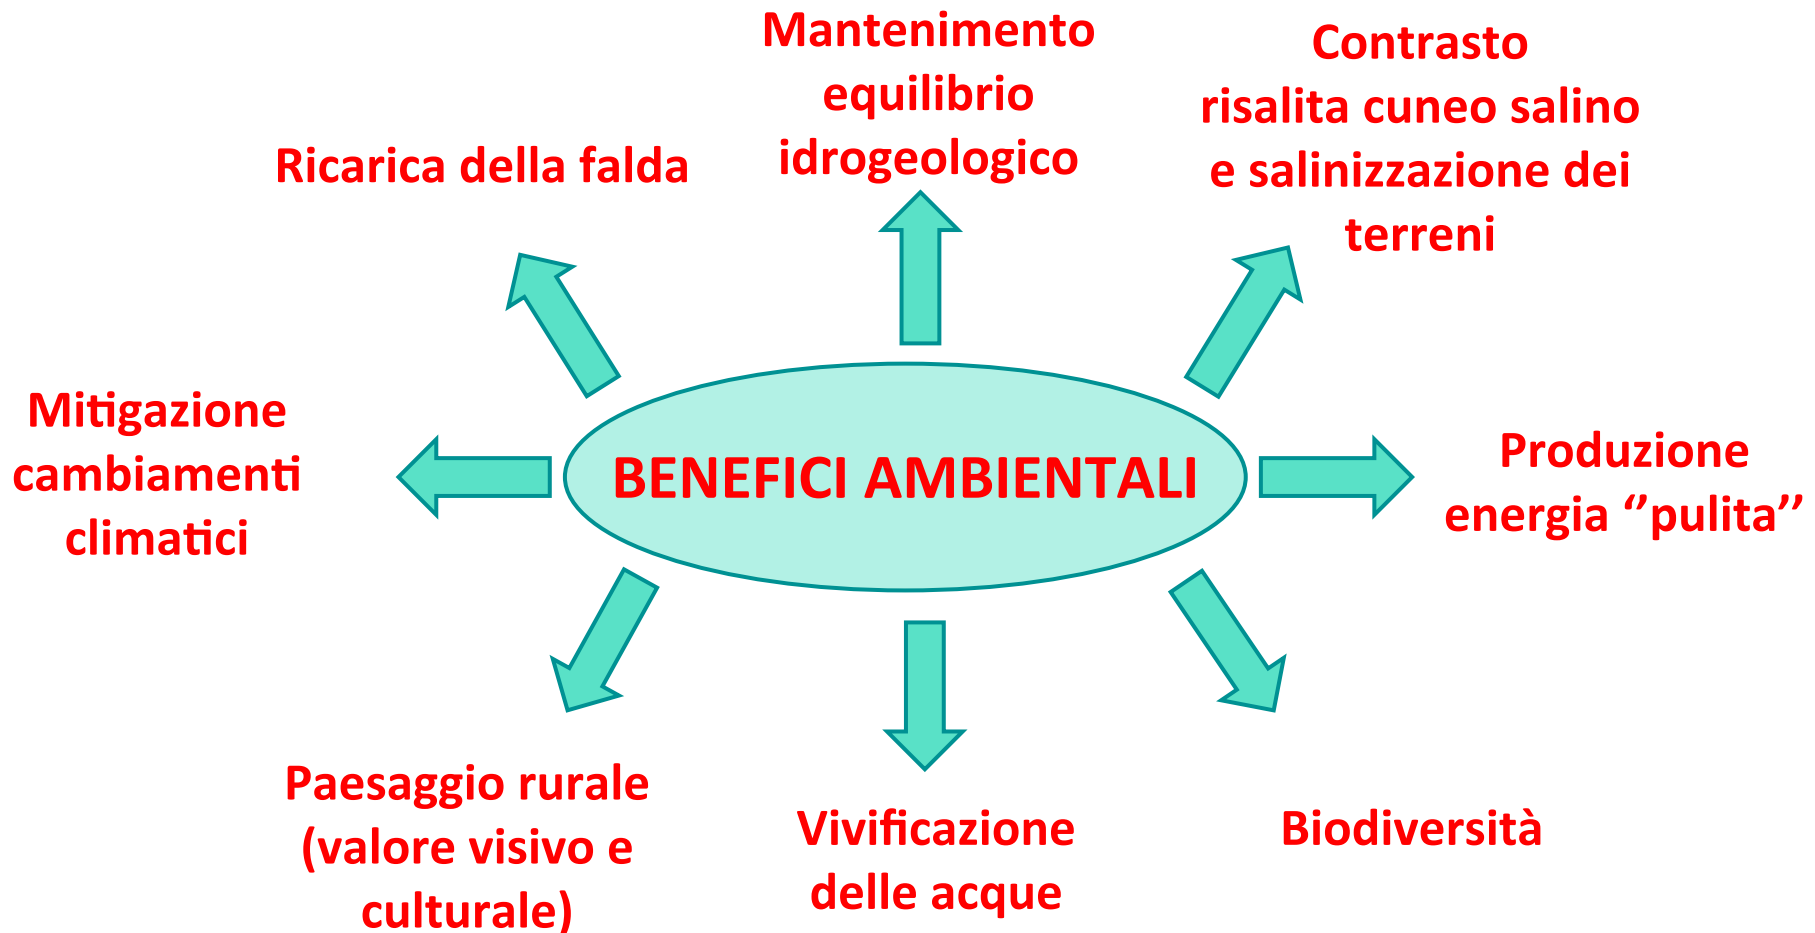 Mantenimento
equilibrio
idrogeologico
Contrasto
risalita cuneo salino
e salinizzazione dei
terreni
Ricarica della falda
Mitigazione
cambiamenti
climatici
BENEFICI AMBIENTALI
Produzione
energia ‘’pulita’’
Paesaggio rurale
(valore visivo e
culturale)
Vivificazione
delle acque
Biodiversità